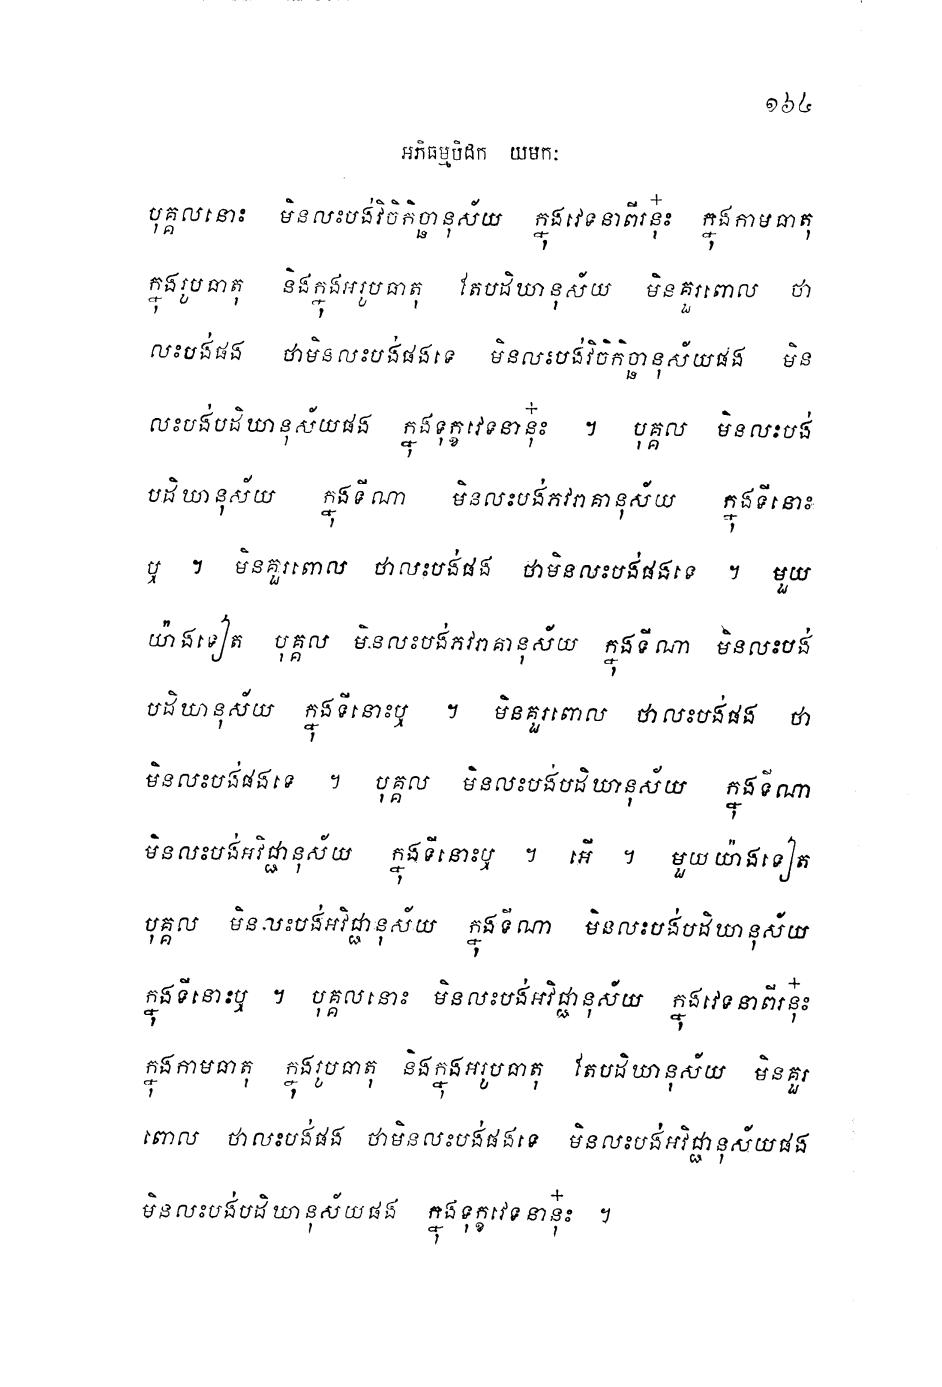 ១៦៤
អភិធម្មបិដក យមកៈ
បុគ្គលនោះ មិនលះបង់វិចិកិច្ឆានុស័យ ក្នុងវេទនាពីរនុ៎ះ ក្នុងកាមធាតុ
ក្នុងរូបធាតុ និងក្នុងអរូបធាតុ តែបដិឃានុស័យ មិនគួរពោល ថា
លះបង់ផង ថាមិនលះបង់ផងទេ មិនលះបង់វិចិកិច្ឆានុស័យផង មិន
លះបង់បដិឃានុស័យផង ក្នុងទុក្ខវេទនានុ៎ះ ។ បុគ្គល មិនលះបង់
បដិឃានុស័យ ក្នុងទីណា មិនលះបង់ភវរាគានុស័យ ក្នុងទីនោះ
ឬ ។ មិនគួរពោល ថាលះបង់ផង ថាមិនលះបង់ផងទេ ។ មួយ
យ៉ាងទៀត បុគ្គល មិនលះបង់ភវរាគានុស័យ ក្នុងទីណា មិនលះបង់
បដិឃានុស័យ ក្នុងទីនោះឬ ។ មិនគួរពោល ថាលះបង់ផង ថា
មិនលះបង់ផងទេ ។ បុគ្គល មិនលះបង់បដិឃានុស័យ ក្នុងទីណា
មិនលះបង់អវិជ្ជានុស័យ ក្នុងទីនោះឬ ។ អើ ។ មួយយ៉ាងទៀត
បុគ្គល មិនលះបង់អវិជ្ជានុស័យ ក្នុងទីណា មិនលះបង់បដិឃានុស័យ
ក្នុងទីនោះឬ ។ បុគ្គលនោះ មិនលះបង់អវិជ្ជានុស័យ ក្នុងវេទនាពីរនុ៎ះ
ក្នុងកាមធាតុ ក្នុងរូបធាតុ និងក្នុងអរូបធាតុ តែបដិឃានុស័យ មិនគួរ
ពោល ថាលះបង់ផង ថាមិនលះបង់ផងទេ មិនលះបង់អវិជ្ជានុស័យផង
មិនលះបង់បដិឃានុស័យផង ក្នុងទុក្ខវេទនានុ៎ះ ។